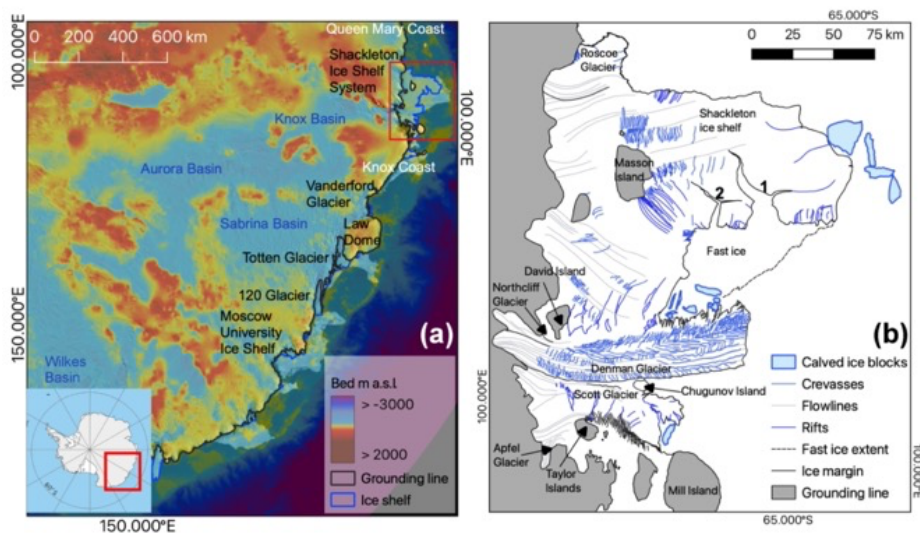 100.000°E
0 200 400 600 km
Queen Mary Coast
Shackleton
Ice Shelf
System
100.000°E
Knox Basin
Knox Coast
Aurora Basin
Vanderford
Glacier
Sabrina Basin
Law
Dome
Totten Glacier
120 Glacier
Moscow
University
Ice Shelf
150.000°E
(a)
Wilkes
Basin
Bed m a.s.l.
> -3000
> 2000
Grounding line
Ice shelf
150.000°E
65.000°S
(b)
0 25 50 75 km
Roscoe
Glacier
Shackleton
ice shelf
Masson
Island
2
1
Fast ice
David Island
Northcliff
Glacier
Denman Glacier
Scott Glacier
Chugunov Island
100.000°E
Apfel
Glacier
Taylor
Islands
Mill Island
Calved ice blocks
Crevasses
Flowlines
Rifts
Fast ice extent
Ice margin
Grounding line
100.000°E
65.000°S